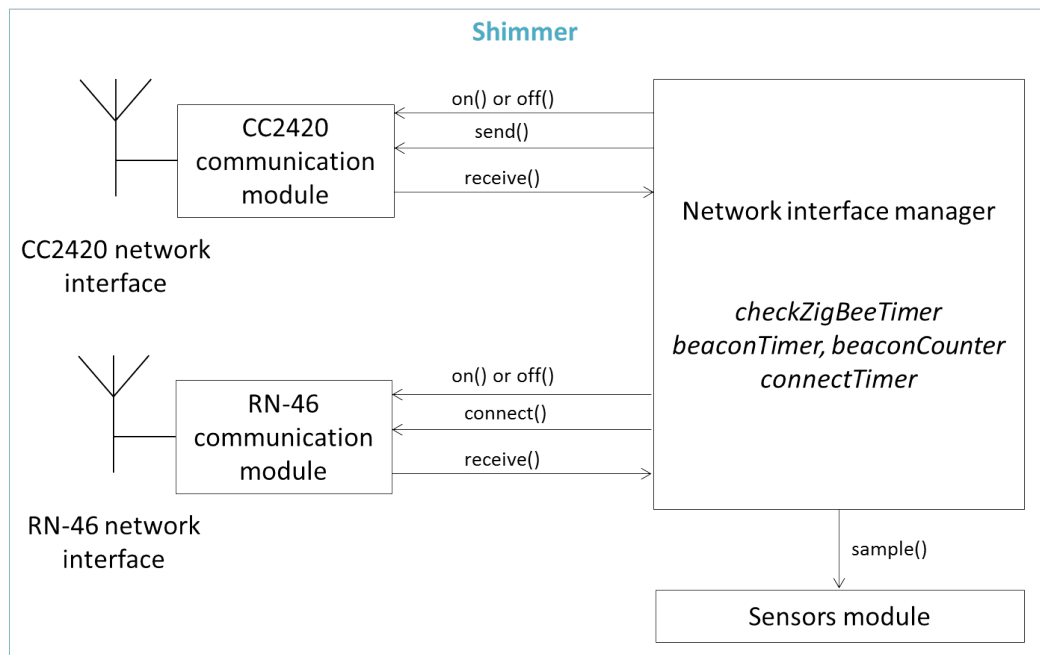 Shimmer
CC2420
communication
module
on() or off()
send()
receive()
CC2420 network
interface
Network interface manager
checkZigBeeTimer
beaconTimer, beaconCounter
connectTimer
RN-46
communication
module
on() or off()
connect()
receive()
RN-46 network
interface
sample()
Sensors module